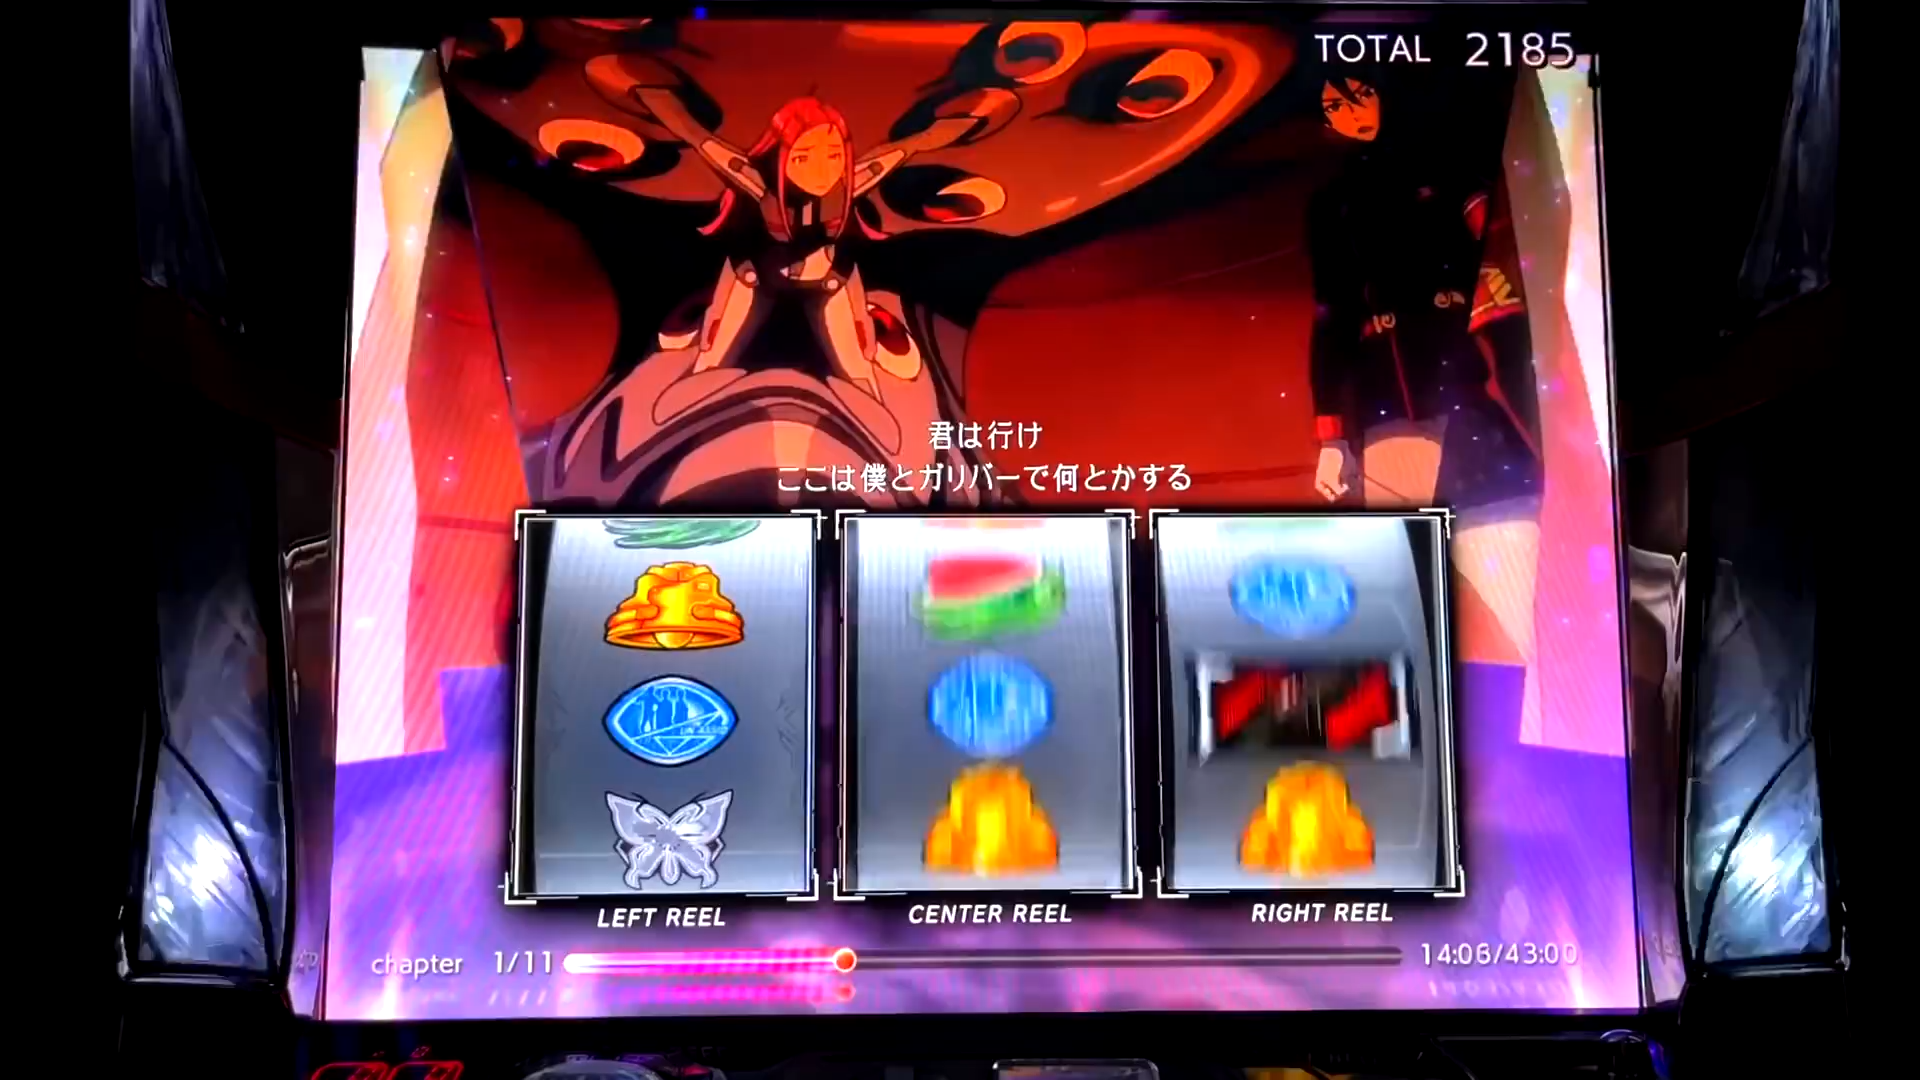 TOTAL 2185
君は行け
ここは僕とガリバーで何とかする
LEFT REEL
CENTER REEL
RIGHT REEL
chapter 1/11
14:06/43:00